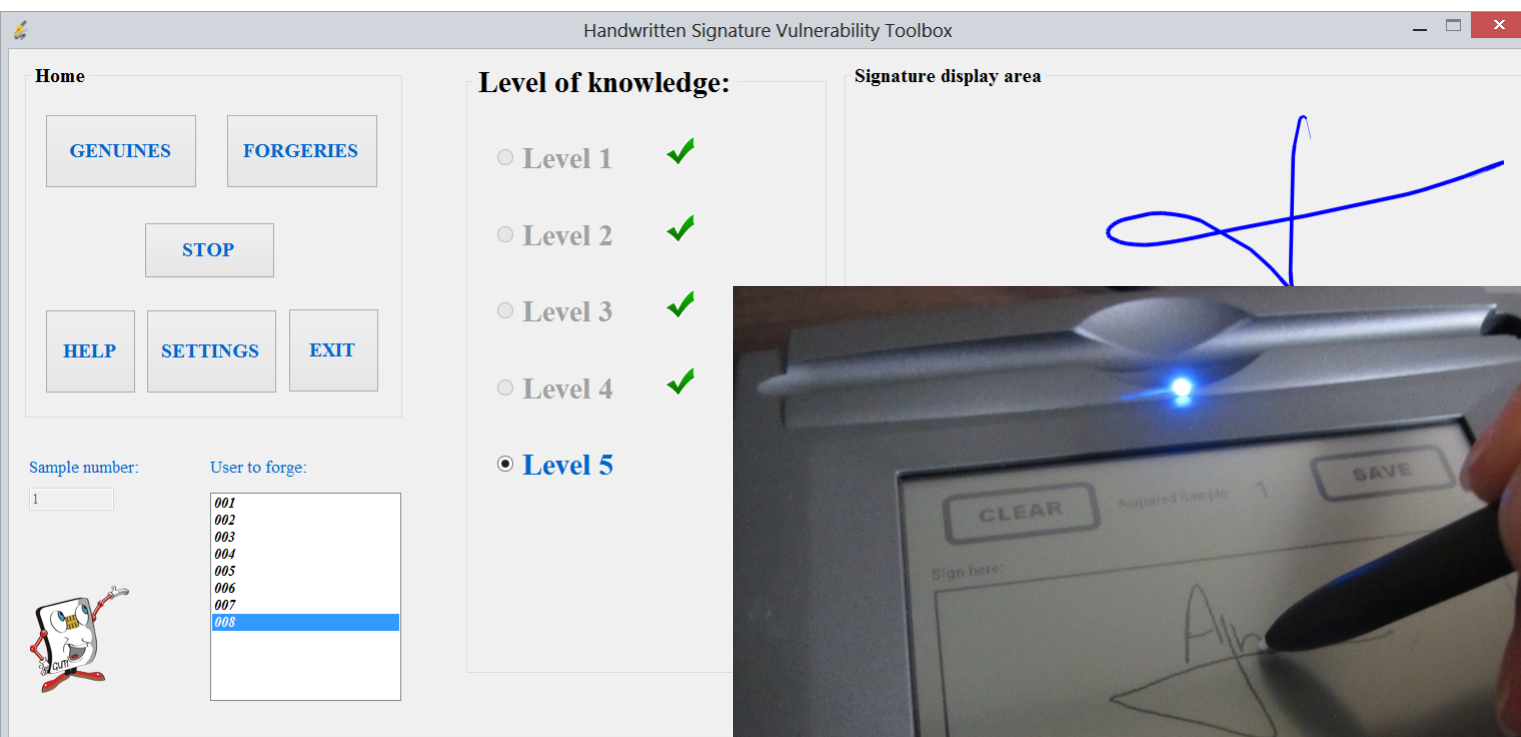 Handwritten Signature Vulnerability Toolbox
Home
GENUINES
FORGERIES
STOP
HELP
SETTINGS
EXIT
Sample number:
1
User to forge:
001
002
003
004
005
006
007
008
GUTI
Level of knowledge:
Level 1
Level 2
Level 3
Level 4
Level 5
Signature display area
CLEAR
Acquired Sample: 1
SAVE
Sign here: